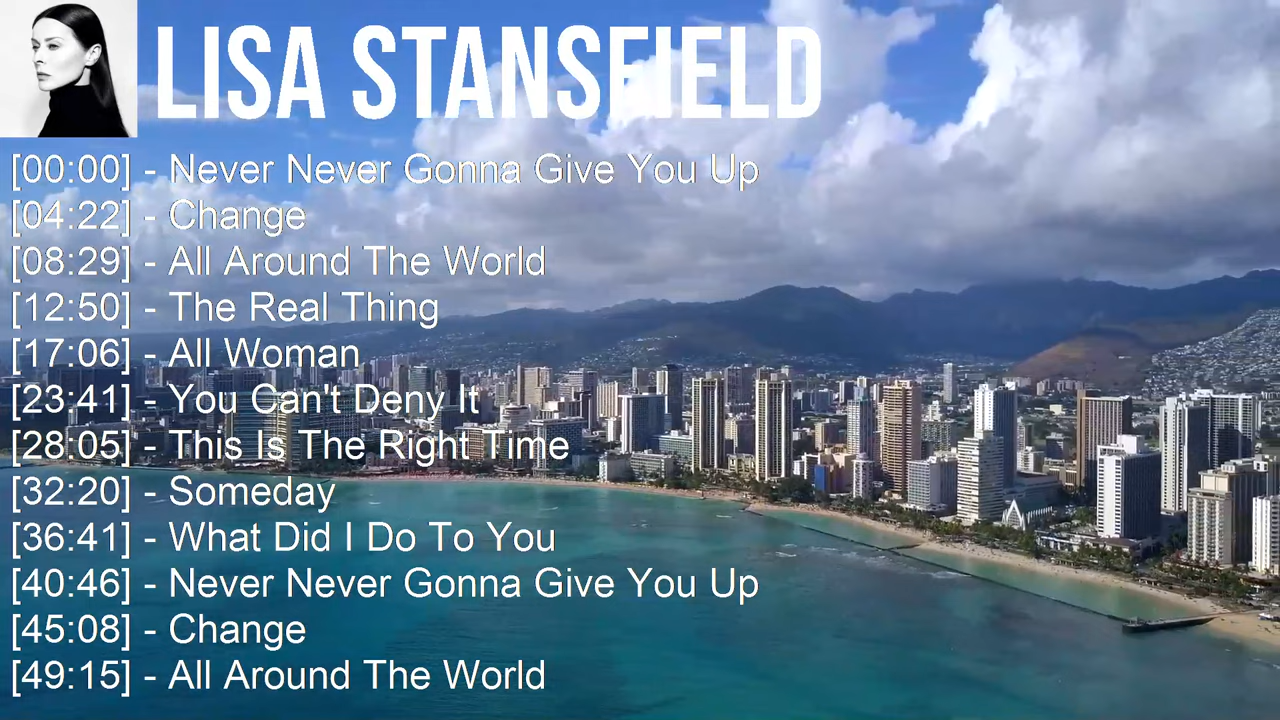 LISA STANSFIELD
[00:00] - Never Never Gonna Give You Up
[04:22] - Change
[08:29] - All Around The World
[12:50] - The Real Thing
[17:06] - All Woman
[23:41] - You Can't Deny It
[28:05] - This Is The Right Time
[32:20] - Someday
[36:41] - What Did I Do To You
[40:46] - Never Never Gonna Give You Up
[45:08] - Change
[49:15] - All Around The World